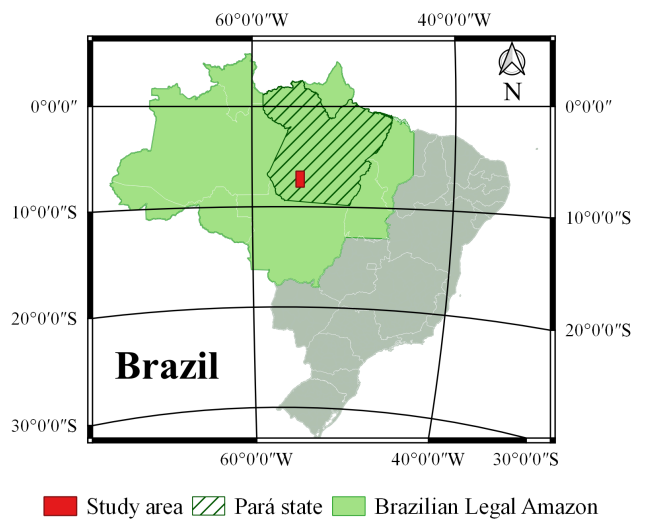 60°0'0"W 40°0'0"W
N
0°0'0" 0°0'0"
10°0'0"S 10°0'0"S
20°0'0"S 20°0'0"S
Brazil
30°0'0"S
60°0'0"W 40°0'0"W 30°0'0"S
Study area Pará state Brazilian Legal Amazon